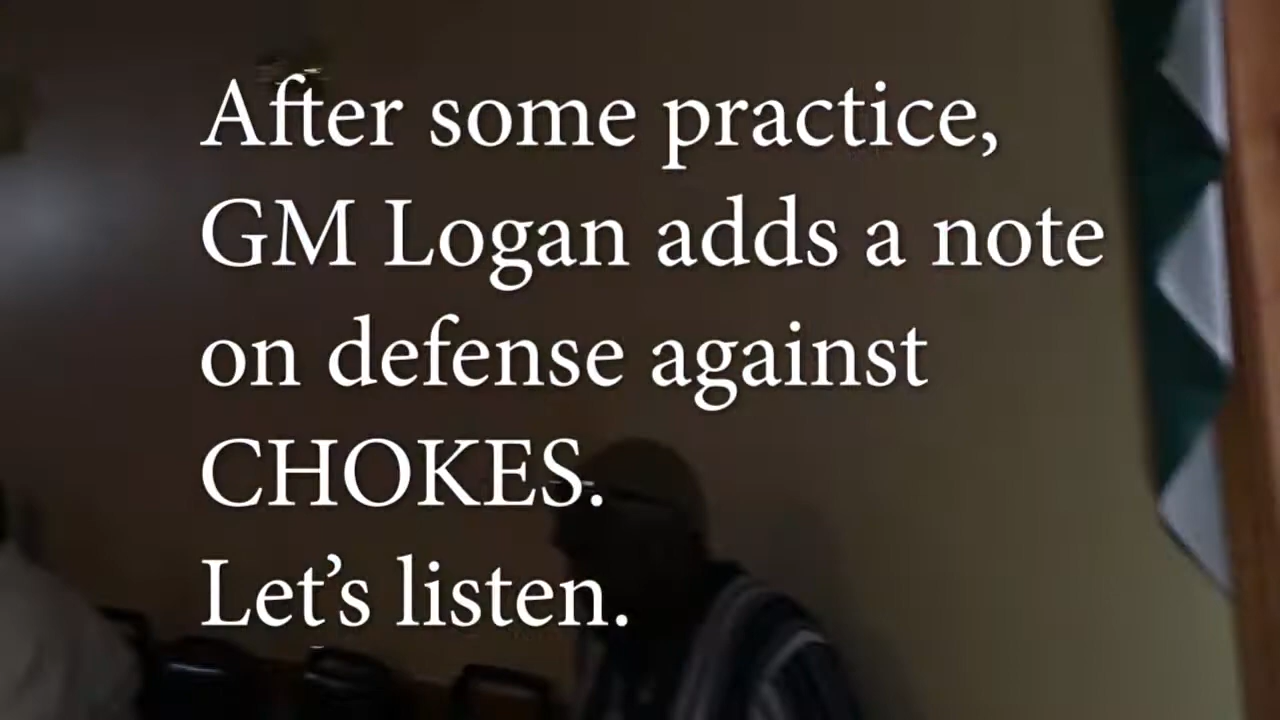 After some practice,
GM Logan adds a note
on defense against
CHOKES.
Let’s listen.